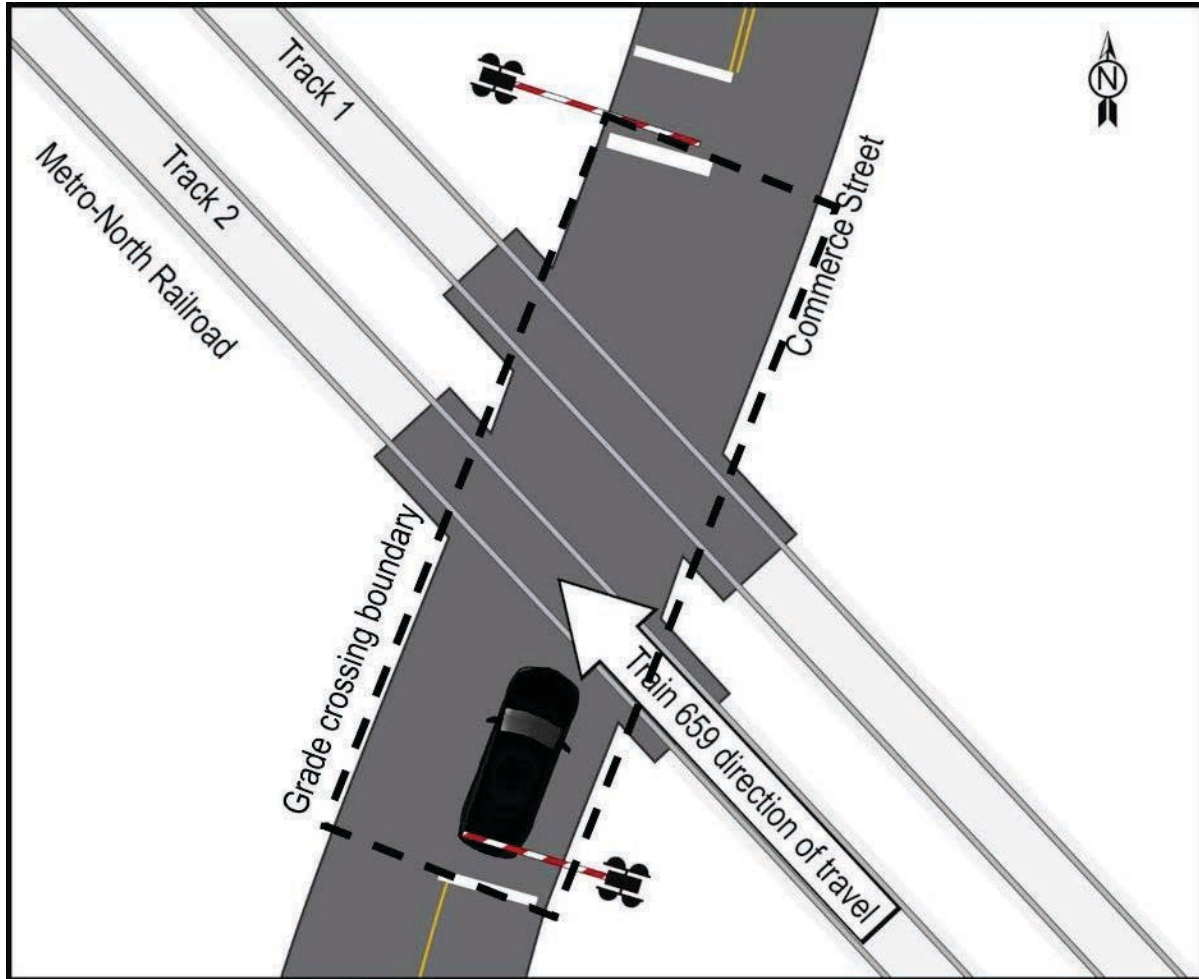 Track 1
N
Track 2
Metro-North Railroad
Commerce Street
Grade crossing boundary
Train 659 direction of travel